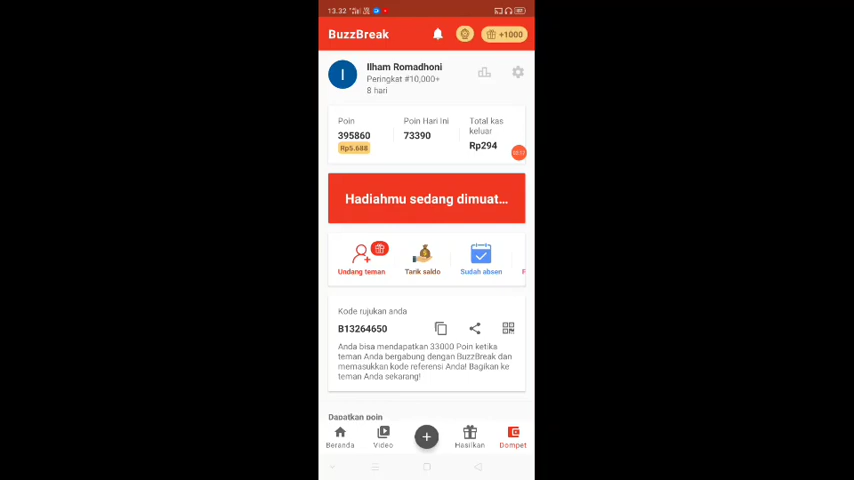 13.32
BuzzBreak
+1000
I
Ilham Romadhoni
Peringkat #10,000+
8 hari
Poin
Poin Hari Ini
Total kas keluar
395860
73390
Rp294
Rp5.688
Hadiahmu sedang dimuat...
Undang teman
Tarik saldo
Sudah absen
Kode rujukan anda
B13264650
Anda bisa mendapatkan 33000 Poin ketika
teman Anda bergabung dengan BuzzBreak dan
memasukkan kode referensi Anda! Bagikan ke
teman Anda sekarang!
Dapatkan poin
Beranda
Video
Hasilkan
Dompet